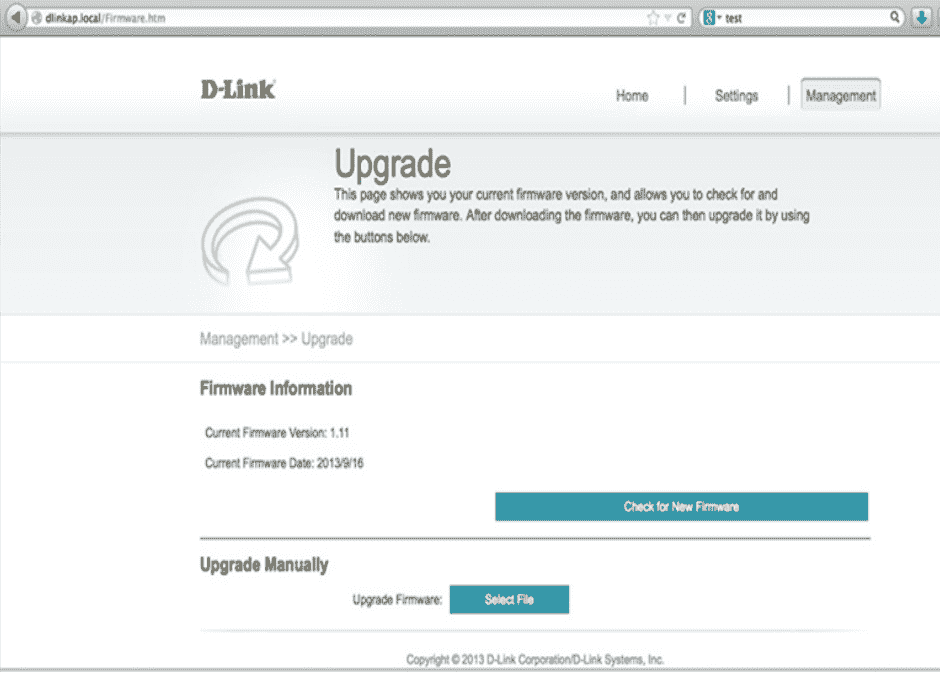 dlinkap.local/Firmware.htm
test
D-Link
Home
Settings
Management
Upgrade
This page shows you your current firmware version, and allows you to check for and
download new firmware. After downloading the firmware, you can then upgrade it by using
the buttons below.
Management >> Upgrade
Firmware Information
Current Firmware Version: 1.11
Current Firmware Date: 2013/9/16
Check for New Firmware
Upgrade Manually
Upgrade Firmware: Select File
Copyright © 2013 D-Link Corporation/D-Link Systems, Inc.